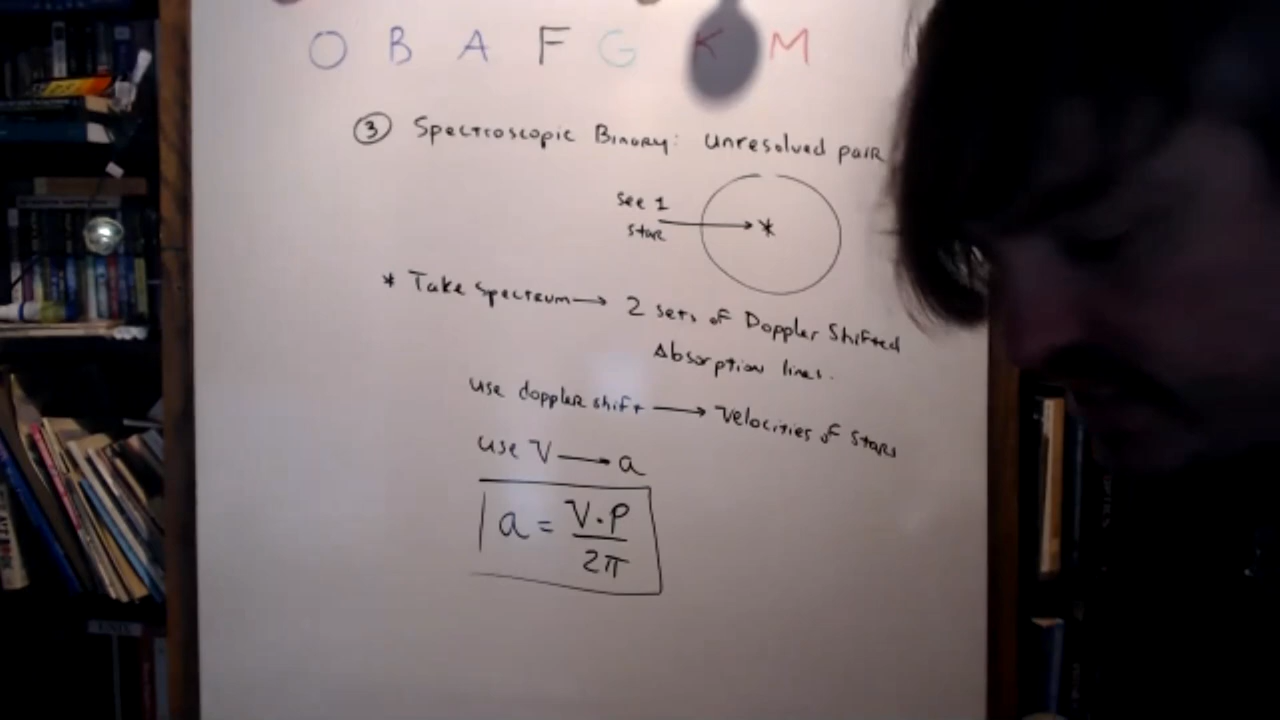 O B A F G K M
③ Spectroscopic Binary: unresolved pair
see 1
star
* Take spectrum → 2 sets of Doppler Shifted
Absorption lines.
use doppler shift → velocities of stars
use V → a
a = V·P / 2π